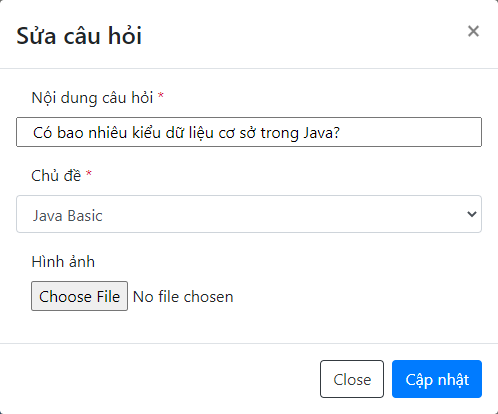 Sửa câu hỏi
×
Nội dung câu hỏi *
Có bao nhiêu kiểu dữ liệu cơ sở trong Java?
Chủ đề *
Java Basic
Hình ảnh
Choose File No file chosen
Close Cập nhật